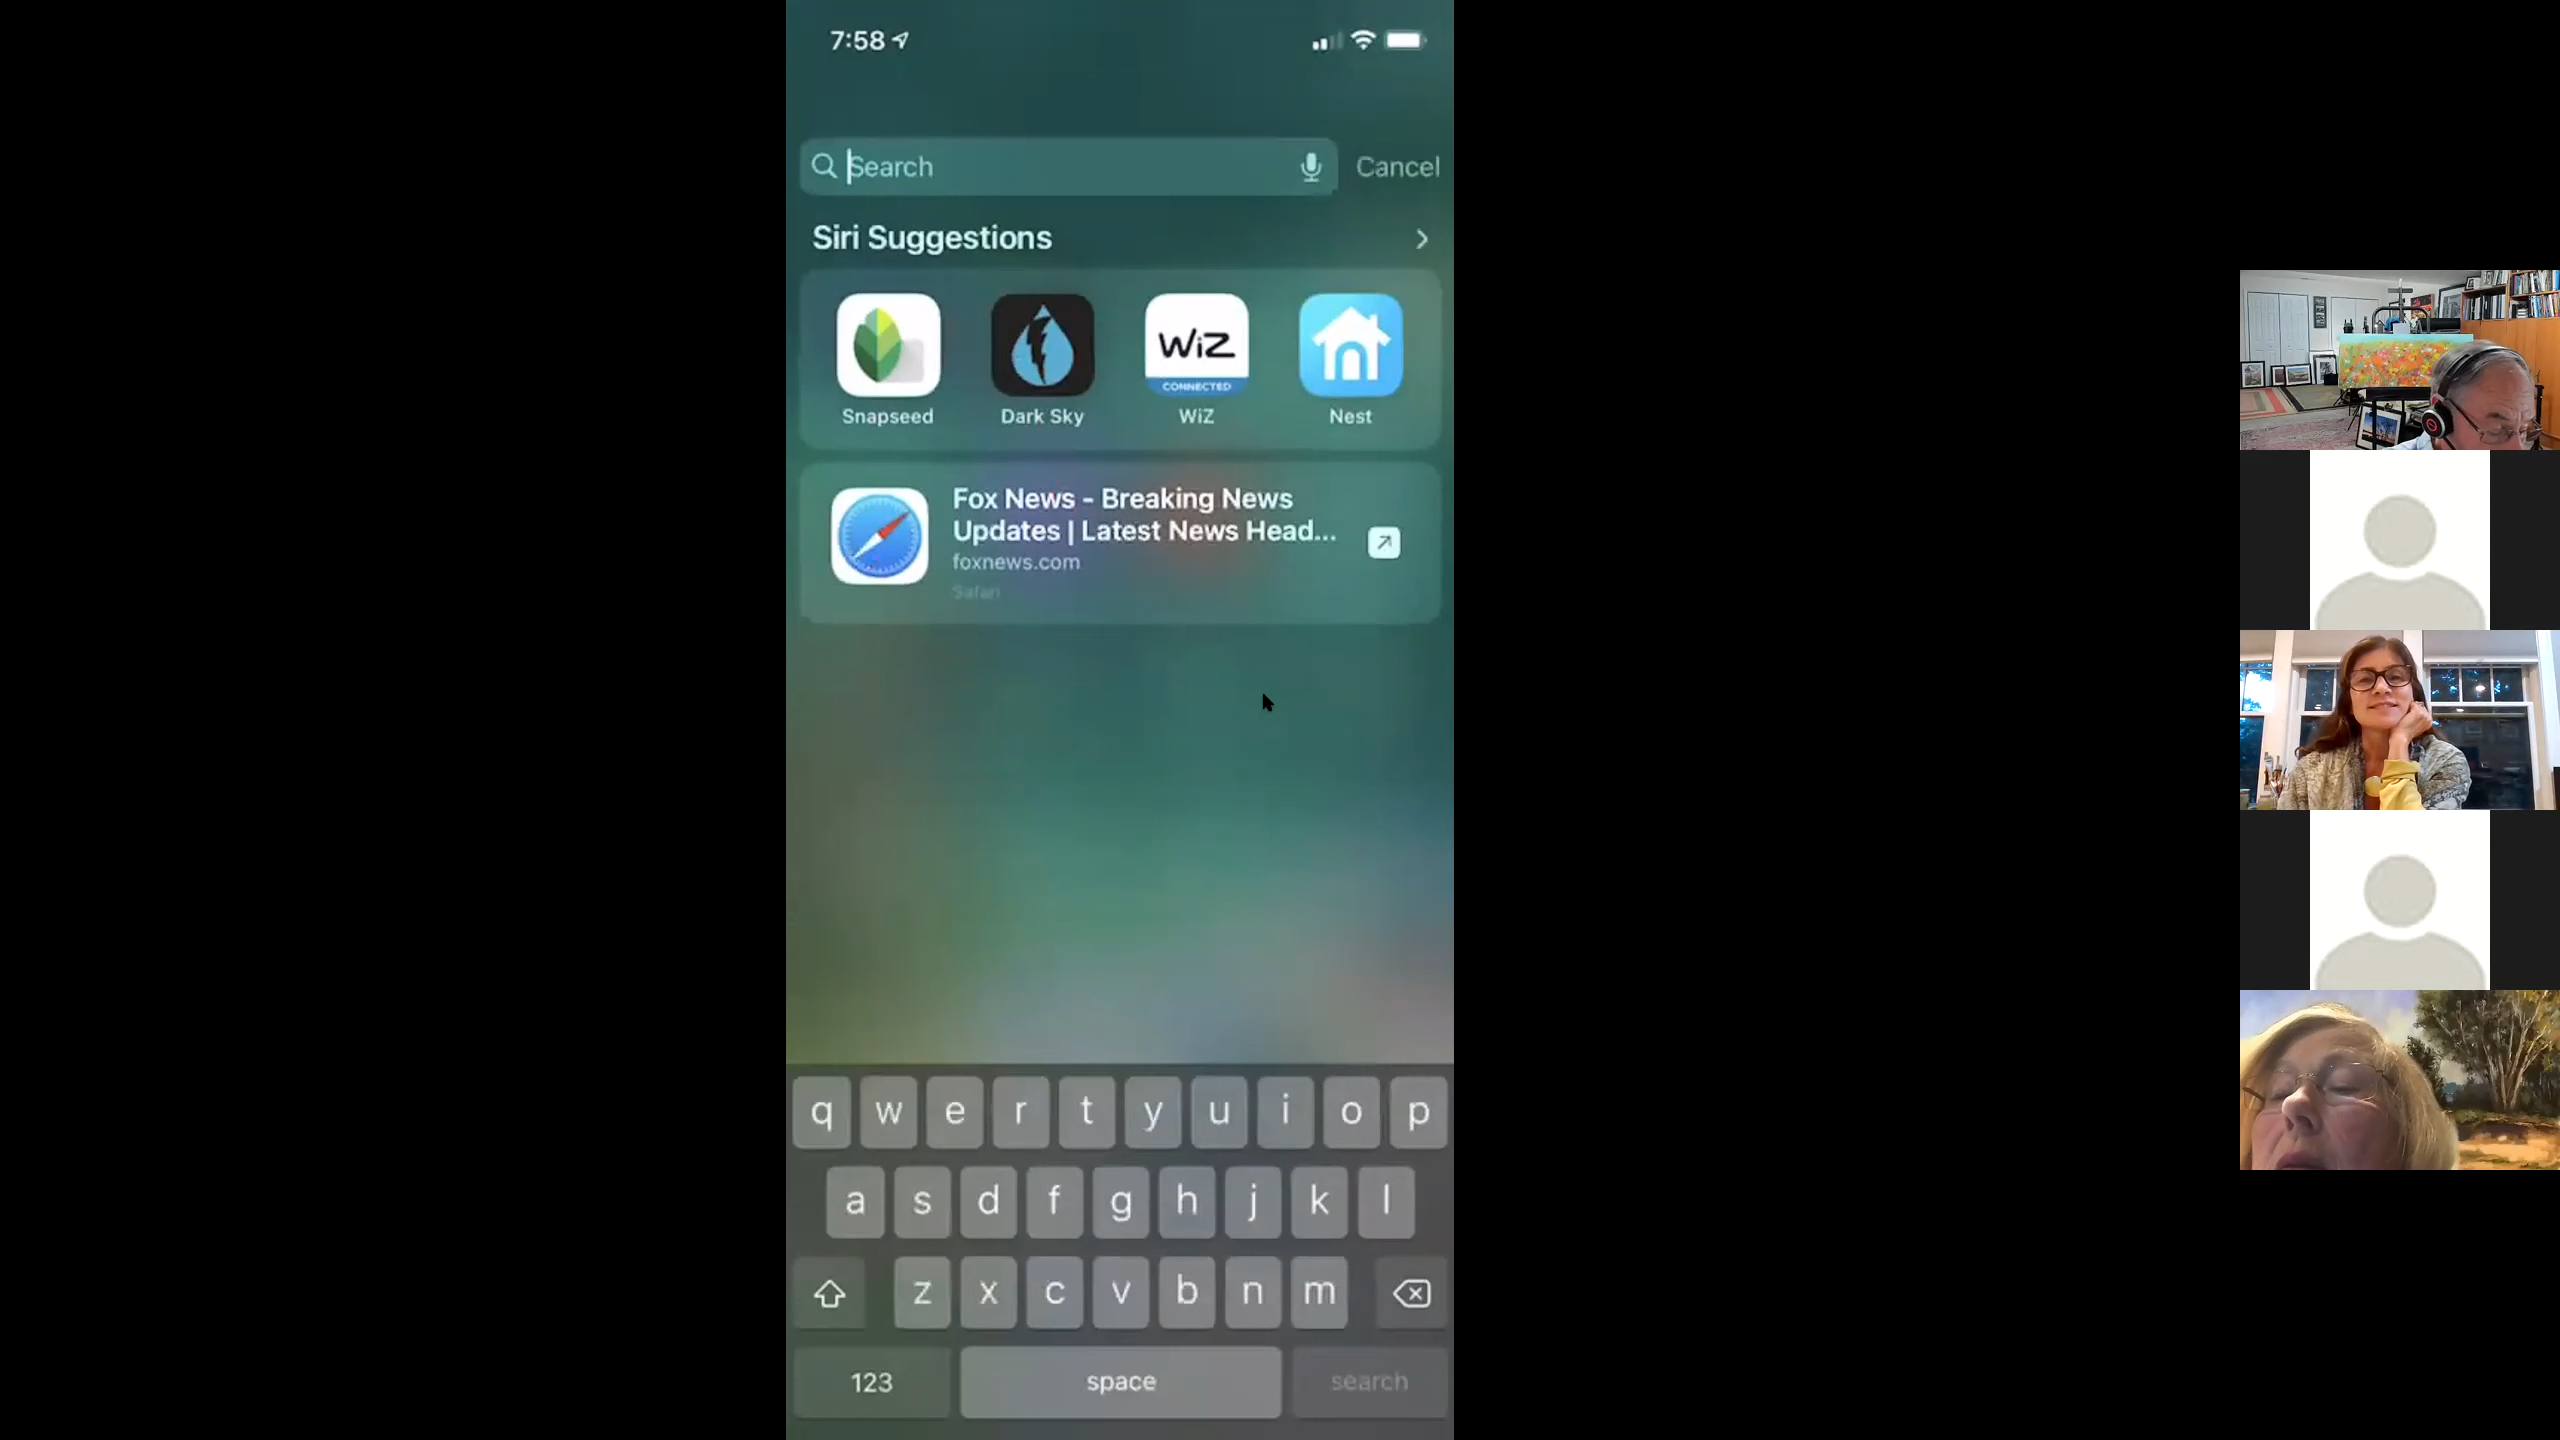 7:58
Search
Cancel
Siri Suggestions
WiZ
CONNECTED
Snapseed
Dark Sky
WiZ
Nest
Fox News - Breaking News
Updates | Latest News Head...
foxnews.com
Safari
q w e r t y u i o p
a s d f g h j k l
z x c v b n m
123
space
search